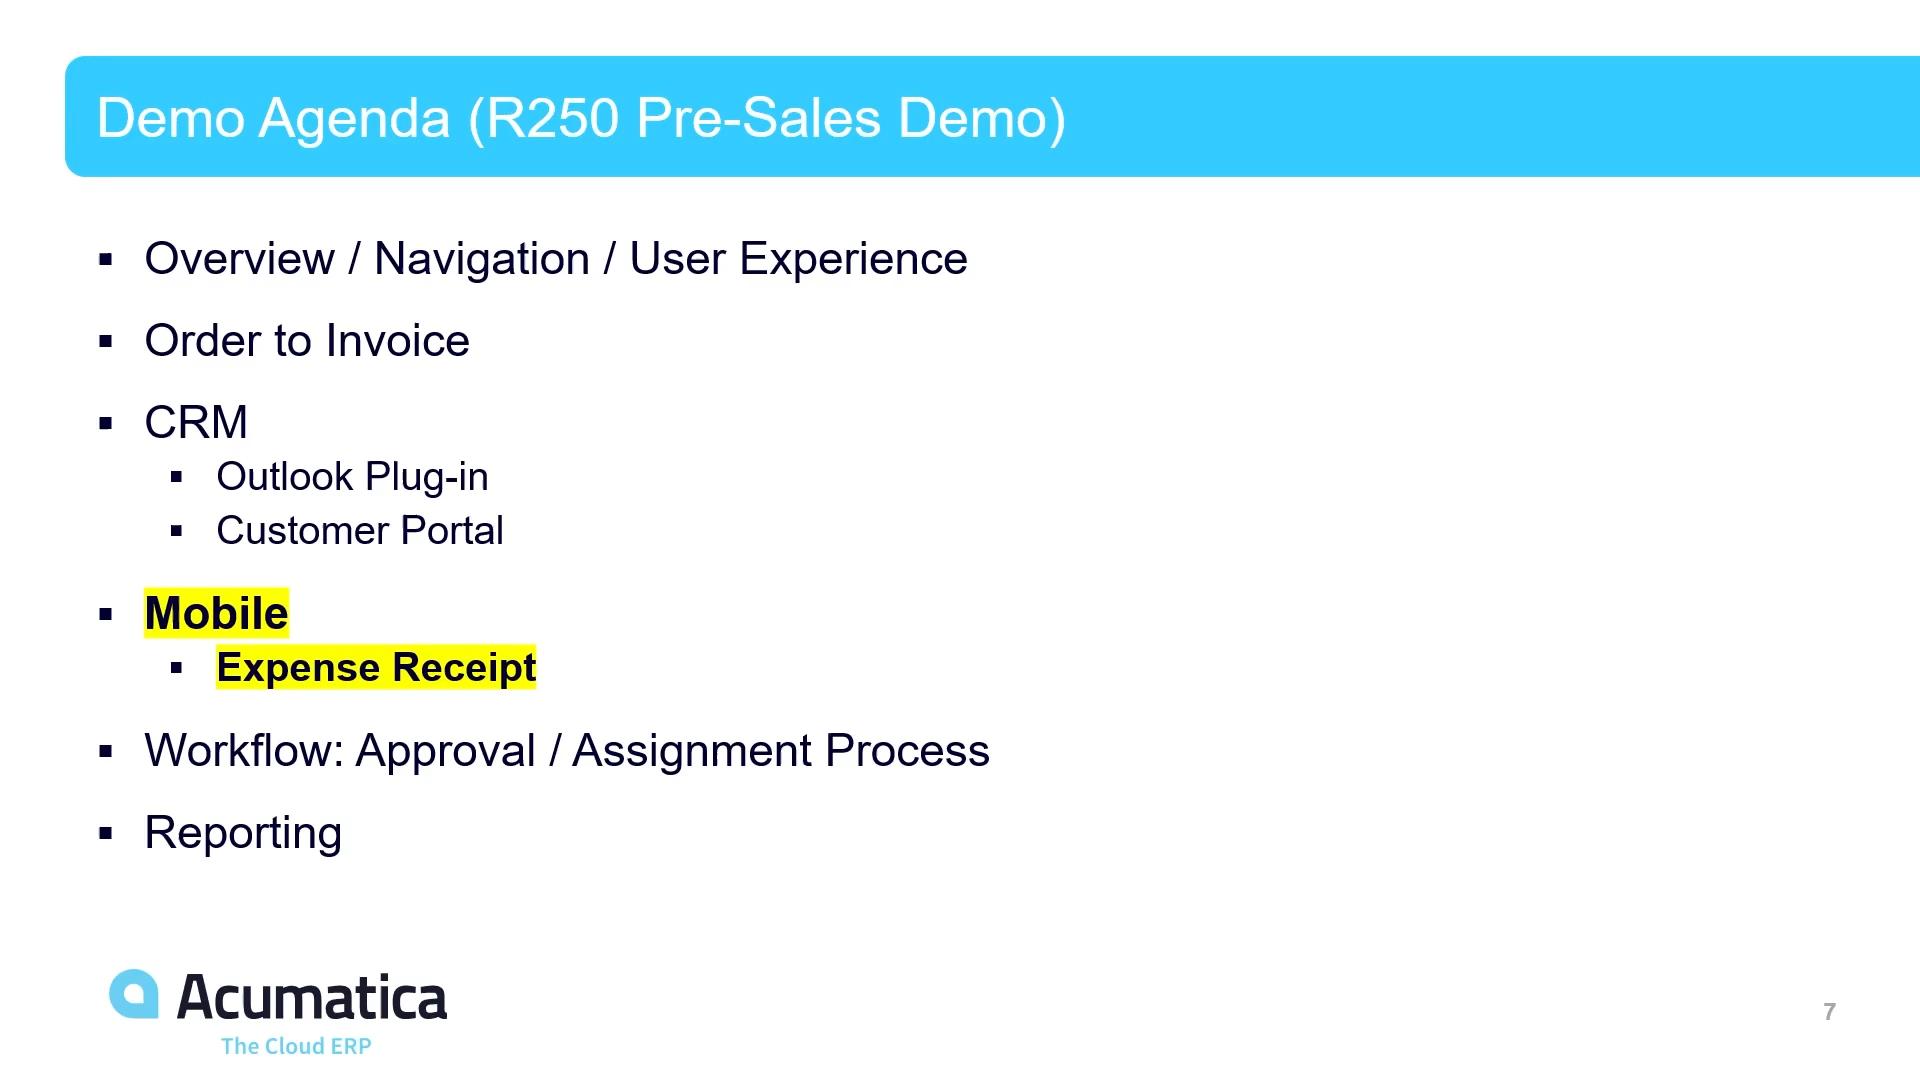 Demo Agenda (R250 Pre-Sales Demo)
▪ Overview / Navigation / User Experience
▪ Order to Invoice
▪ CRM
▪ Outlook Plug-in
▪ Customer Portal
▪ Mobile
▪ Expense Receipt
▪ Workflow: Approval / Assignment Process
▪ Reporting
Acumatica
The Cloud ERP
7